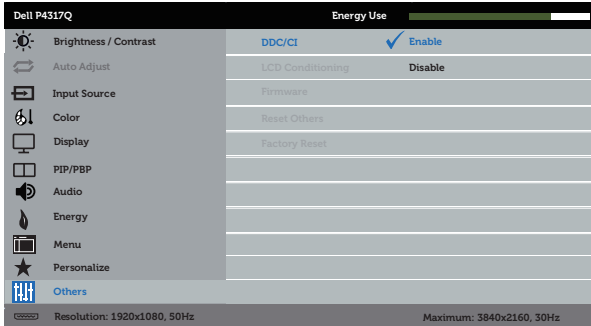 Dell P4317Q Energy Use
Brightness / Contrast DDC/CI Enable
Auto Adjust LCD Conditioning Disable
Input Source Firmware
Color Reset Others
Display Factory Reset
PIP/PBP
Audio
Energy
Menu
Personalize
Others
Resolution: 1920x1080, 50Hz Maximum: 3840x2160, 30Hz